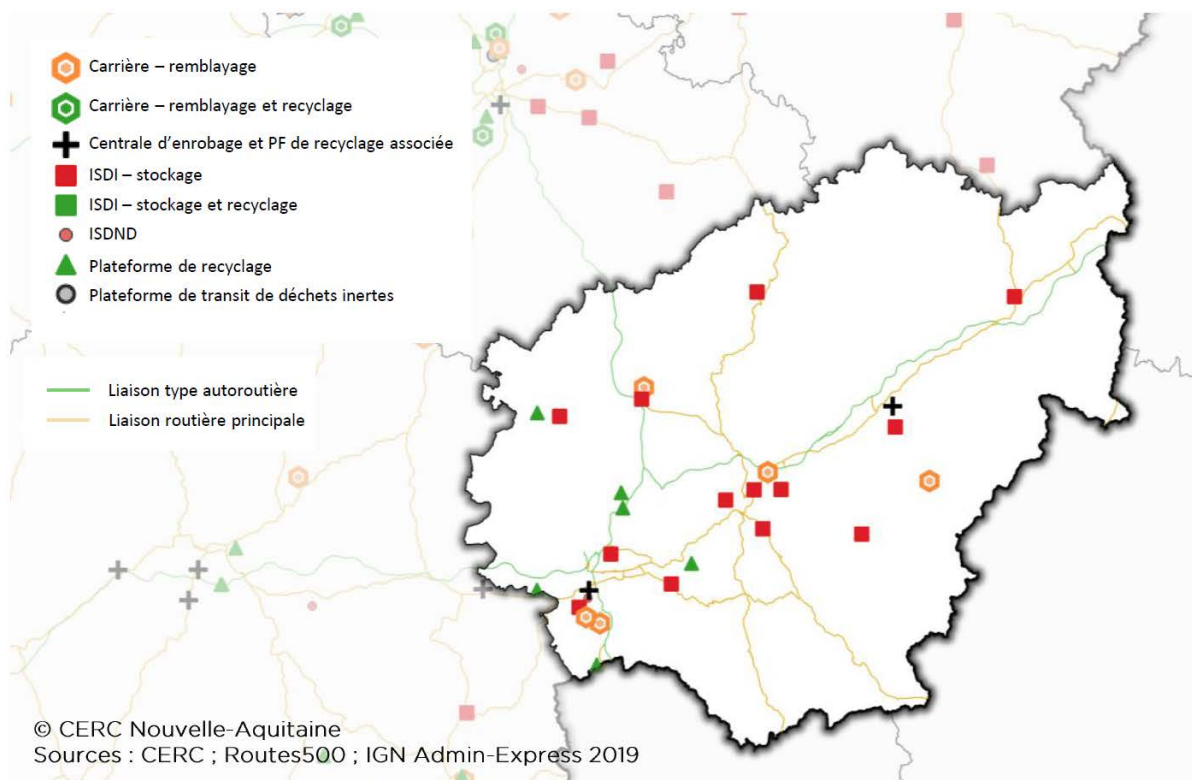 Carrière – remblayage
Carrière – remblayage et recyclage
Centrale d'enrobage et PF de recyclage associée
ISDI – stockage
ISDI – stockage et recyclage
ISDND
Plateforme de recyclage
Plateforme de transit de déchets inertes
Liaison type autoroutière
Liaison routière principale
© CERC Nouvelle-Aquitaine
Sources : CERC ; Routes500 ; IGN Admin-Express 2019